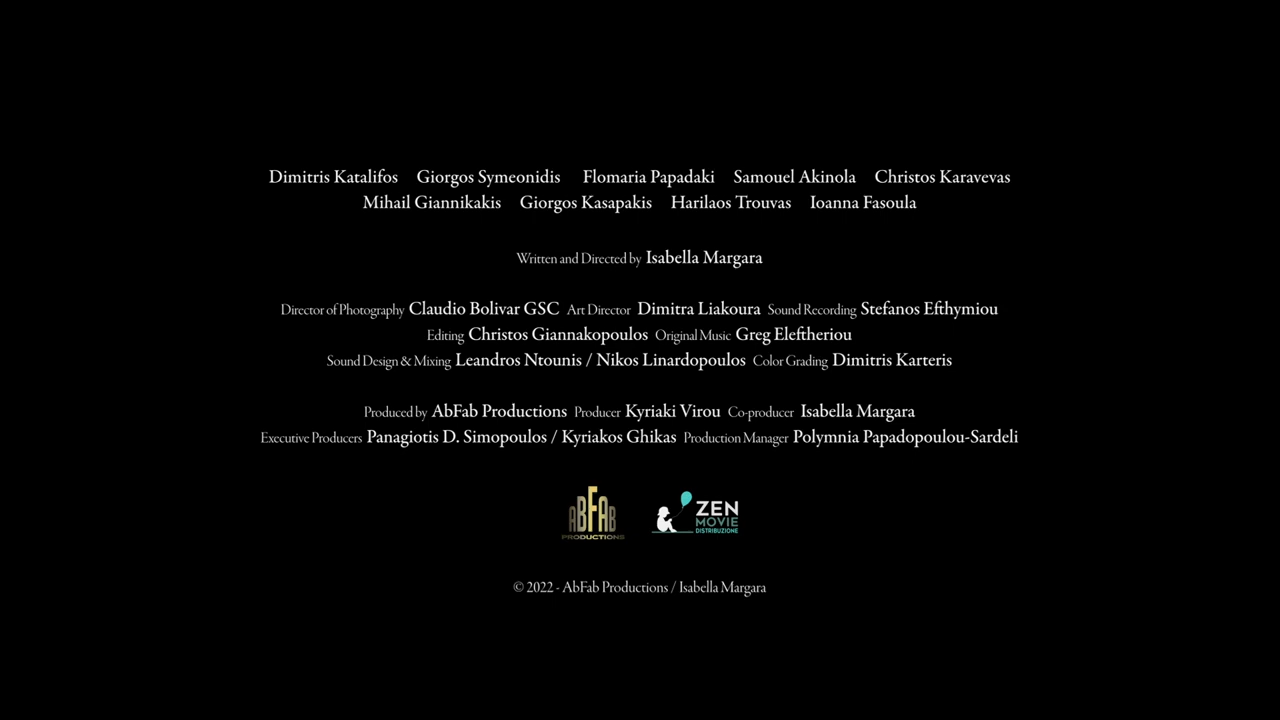 Dimitris Katalifos Giorgos Symeonidis Flomaria Papadaki Samouel Akinola Christos Karavevas
Mihail Giannikakis Giorgos Kasapakis Harilaos Trouvas Ioanna Fasoula
Written and Directed by Isabella Margara
Director of Photography Claudio Bolivar GSC Art Director Dimitra Liakoura Sound Recording Stefanos Efthymiou
Editing Christos Giannakopoulos Original Music Greg Eleftheriou
Sound Design & Mixing Leandros Ntounis / Nikos Linardopoulos Color Grading Dimitris Karteris
Produced by AbFab Productions Producer Kyriaki Virou Co-producer Isabella Margara
Executive Producers Panagiotis D. Simopoulos / Kyriakos Ghikas Production Manager Polymnia Papadopoulou-Sardeli
ABFAB
PRODUCTIONS
ZEN
MOVIE
DISTRIBUZIONE
© 2022 - AbFab Productions / Isabella Margara